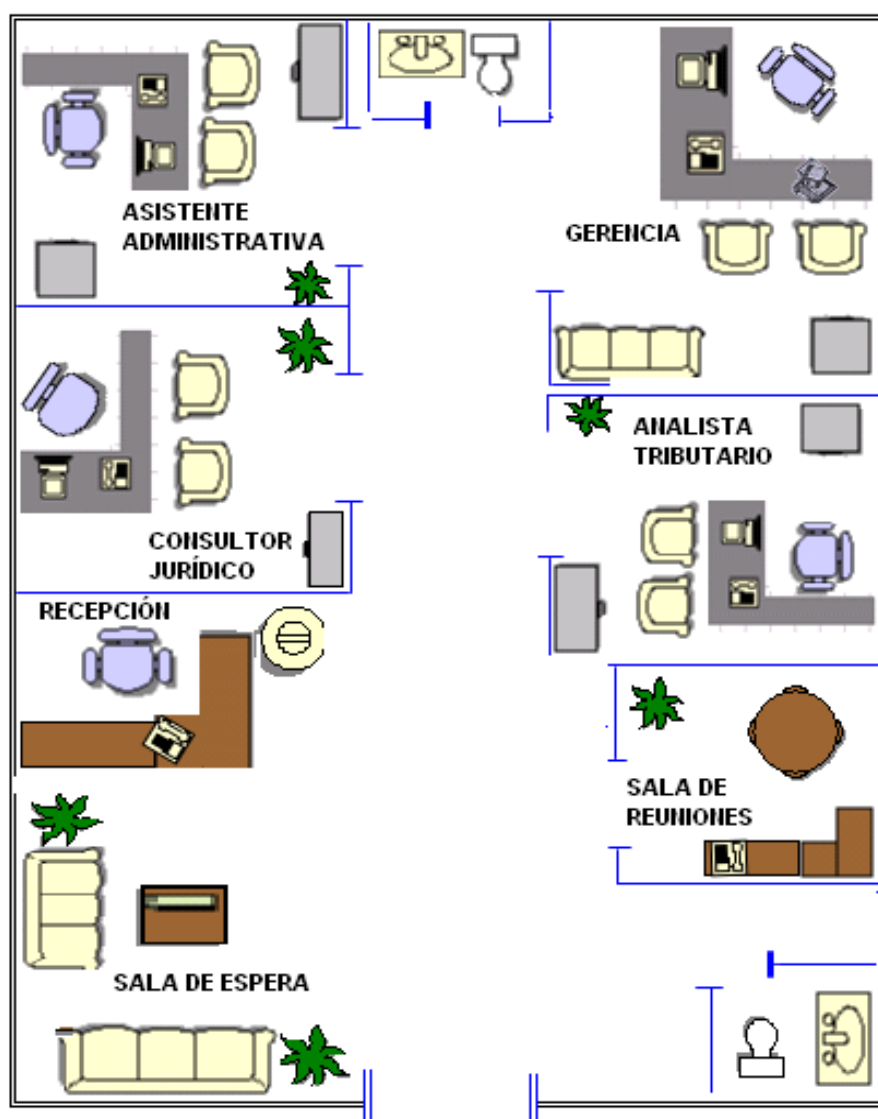 ASISTENTE
ADMINISTRATIVA
GERENCIA
ANALISTA
TRIBUTARIO
CONSULTOR
JURÍDICO
RECEPCIÓN
SALA DE
REUNIONES
SALA DE ESPERA